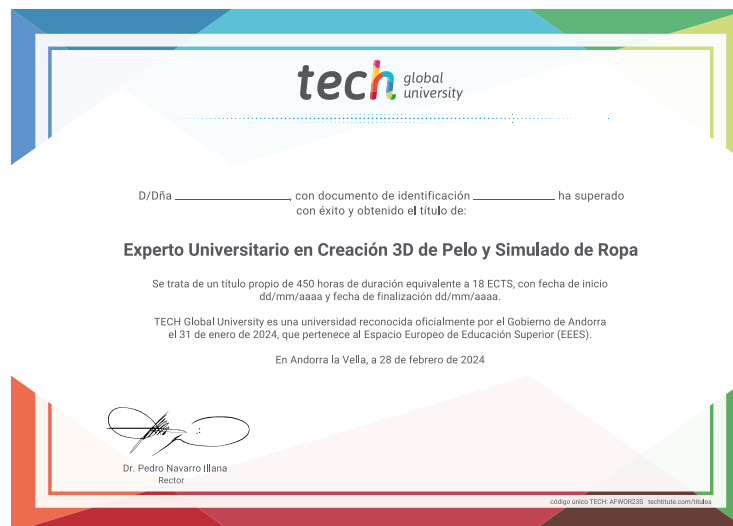 tech global
university
D/Dña ____________, con documento de identificación ____________ ha superado
con éxito y obtenido el título de:
Experto Universitario en Creación 3D de Pelo y Simulado de Ropa
Se trata de un título propio de 450 horas de duración equivalente a 18 ECTS, con fecha de inicio
dd/mm/aaaa y fecha de finalización dd/mm/aaaa.
TECH Global University es una universidad reconocida oficialmente por el Gobierno de Andorra
el 31 de enero de 2024, que pertenece al Espacio Europeo de Educación Superior (EEES).
En Andorra la Vella, a 28 de febrero de 2024
Dr. Pedro Navarro Illana
Rector
código único TECH: AFWOR23S techtitute.com/titulos